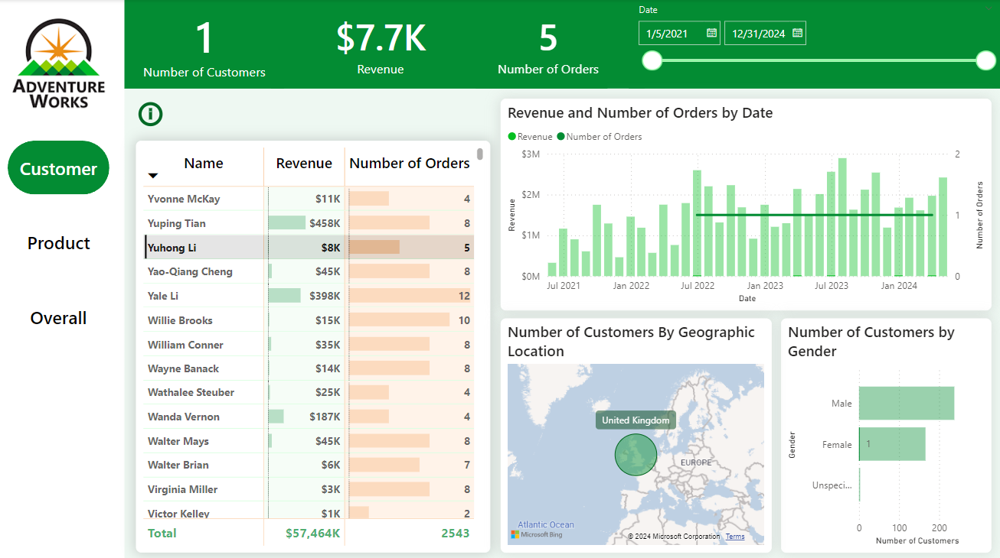 ADVENTURE
WORKS
1
Number of Customers
$7.7K
Revenue
5
Number of Orders
Date
1/5/2021
12/31/2024
Customer
Product
Overall
Name Revenue Number of Orders
Yvonne McKay $11K 4
Yuping Tian $458K 8
Yuhong Li $8K 5
Yao-Qiang Cheng $45K 8
Yale Li $398K 12
Willie Brooks $15K 10
William Conner $35K 8
Wayne Banack $14K 8
Wathalee Steuber $25K 4
Wanda Vernon $187K 4
Walter Mays $45K 8
Walter Brian $6K 7
Virginia Miller $3K 8
Victor Kelley $1K 2
Total $57,464K 2543
Revenue and Number of Orders by Date
Revenue Number of Orders
$3M 2
$2M
$1M 1
$0M 0
Revenue
Number of Orders
Jul 2021 Jan 2022 Jul 2022 Jan 2023 Jul 2023 Jan 2024
Date
Number of Customers By Geographic
Location
United Kingdom
EUROPE
Atlantic Ocean
Microsoft Bing
© 2024 Microsoft Corporation Terms
Number of Customers by
Gender
Gender
Male
Female 1
Unspeci...
0 100 200
Number of Customers